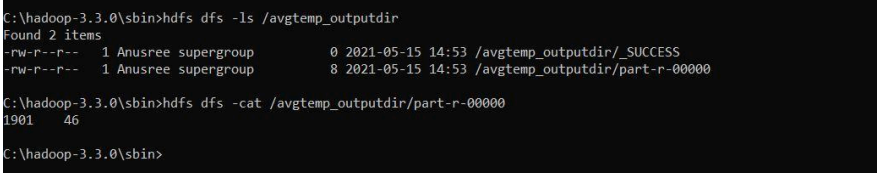 C:\hadoop-3.3.0\sbin>hdfs dfs -ls /avgtemp_outputdir
Found 2 items
-rw-r--r--   1 Anusree supergroup          0 2021-05-15 14:53 /avgtemp_outputdir/_SUCCESS
-rw-r--r--   1 Anusree supergroup          8 2021-05-15 14:53 /avgtemp_outputdir/part-r-00000
C:\hadoop-3.3.0\sbin>hdfs dfs -cat /avgtemp_outputdir/part-r-00000
1901    46
C:\hadoop-3.3.0\sbin>